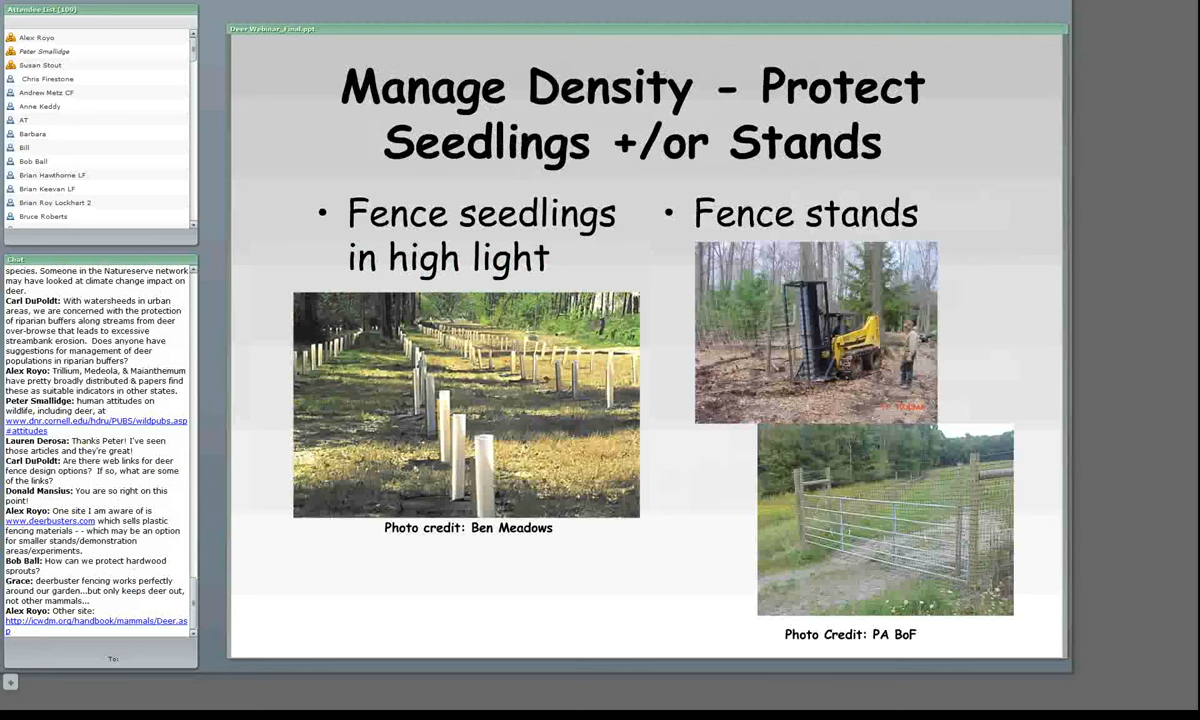 Attendee List (109)
Alex Royo
Peter Smallidge
Susan Stout
Chris Firestone
Andrew Metz CF
Anne Keddy
AT
Barbara
Bill
Bob Ball
Brian Hawthorne LF
Brian Keevan LF
Brian Roy Lockhart 2
Bruce Roberts
Chat
species. Someone in the Natureserve network
may have looked at climate change impact on
deer.
Carl DuPoldt: With watersheeds in urban
areas, we are concerned with the protection
of riparian buffers along streams from deer
over-browse that leads to excessive
streambank erosion. Does anyone have
suggestions for management of deer
populations in riparian buffers?
Alex Royo: Trillium, Medeola, & Maianthemum
have pretty broadly distributed & papers find
these as suitable indicators in other states.
Peter Smallidge: human attitudes on
wildlife, including deer, at
www.dnr.cornell.edu/hdru/PUBS/wildpubs.asp
#attitudes
Lauren Derosa: Thanks Peter! I've seen
those articles and they're great!
Carl DuPoldt: Are there web links for deer
fence design options? If so, what are some
of the links?
Donald Mansius: You are so right on this
point!
Alex Royo: One site I am aware of is
www.deerbusters.com which sells plastic
fencing materials - - which may be an option
for smaller stands/demonstration
areas/experiments.
Bob Ball: How can we protect hardwood
sprouts?
Grace: deerbuster fencing works perfectly
around our garden...but only keeps deer out,
not other mammals...
Alex Royo: Other site:
http://icwdm.org/handbook/mammals/Deer.as
p
To:
Deer Webinar_Final.ppt
Manage Density - Protect
Seedlings +/or Stands
• Fence seedlings
in high light
Photo credit: Ben Meadows
• Fence stands
Photo Credit: PA BoF